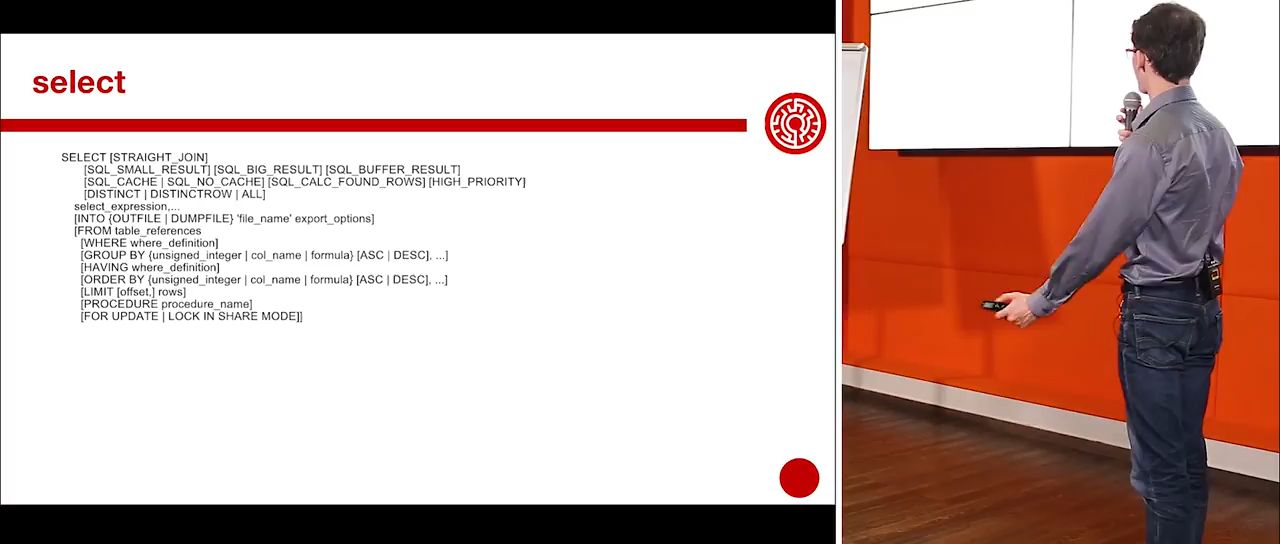 select
SELECT [STRAIGHT_JOIN]
[SQL_SMALL_RESULT] [SQL_BIG_RESULT] [SQL_BUFFER_RESULT]
[SQL_CACHE | SQL_NO_CACHE] [SQL_CALC_FOUND_ROWS] [HIGH_PRIORITY]
[DISTINCT | DISTINCTROW | ALL]
select_expression,...
[INTO {OUTFILE | DUMPFILE} 'file_name' export_options]
[FROM table_references
[WHERE where_definition]
[GROUP BY {unsigned_integer | col_name | formula} [ASC | DESC], ...]
[HAVING where_definition]
[ORDER BY {unsigned_integer | col_name | formula} [ASC | DESC], ...]
[LIMIT [offset,] rows]
[PROCEDURE procedure_name]
[FOR UPDATE | LOCK IN SHARE MODE]]